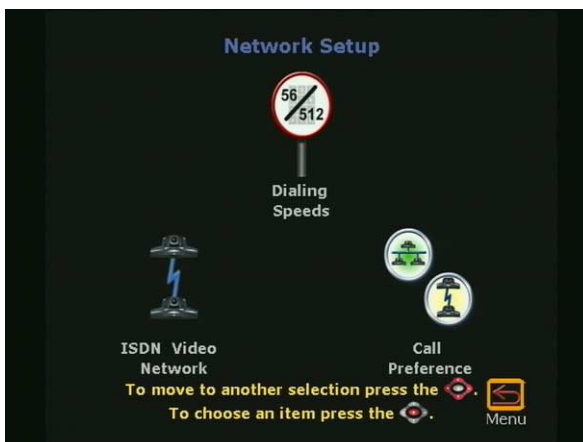 Network Setup
56
512
Dialing
Speeds
ISDN Video
Network
Call
Preference
To move to another selection press the .
To choose an item press the .
Menu